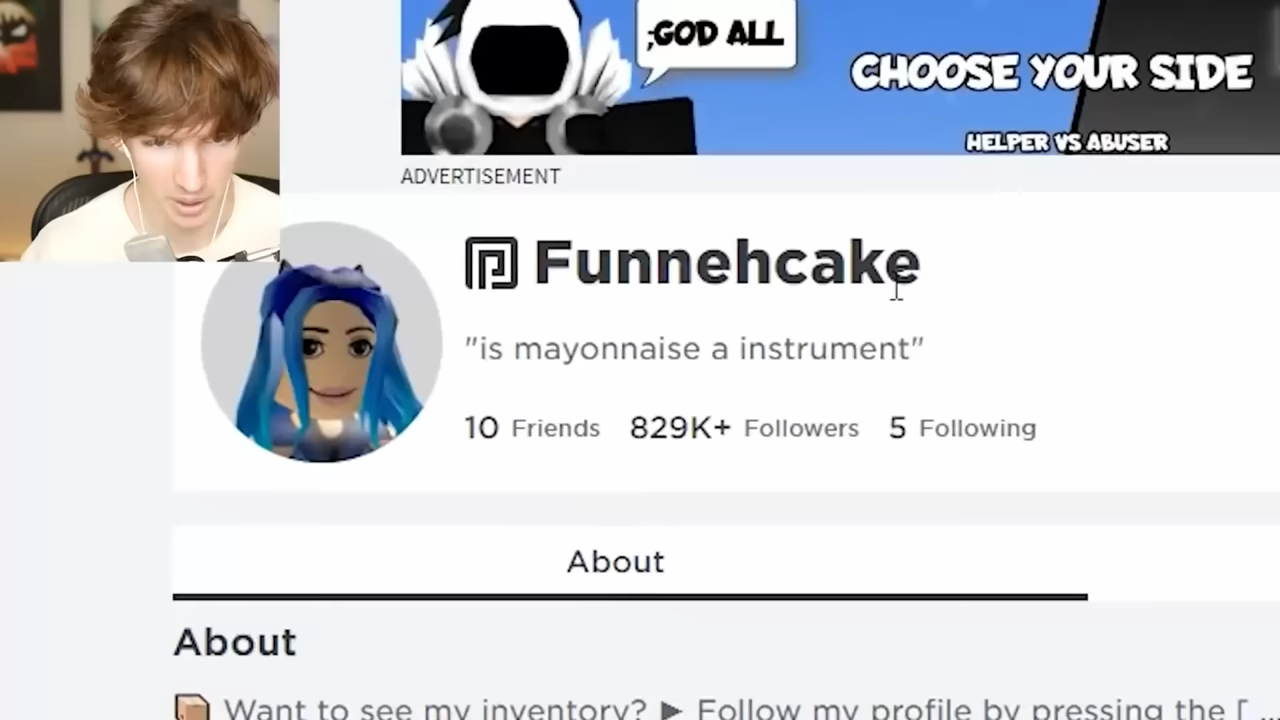 ;GOD ALL
CHOOSE YOUR SIDE
HELPER VS ABUSER
ADVERTISEMENT
Funnehcake
"is mayonnaise a instrument"
10 Friends 829K+ Followers 5 Following
About
About
Want to see my inventory? ► Follow my profile by pressing the [ ...